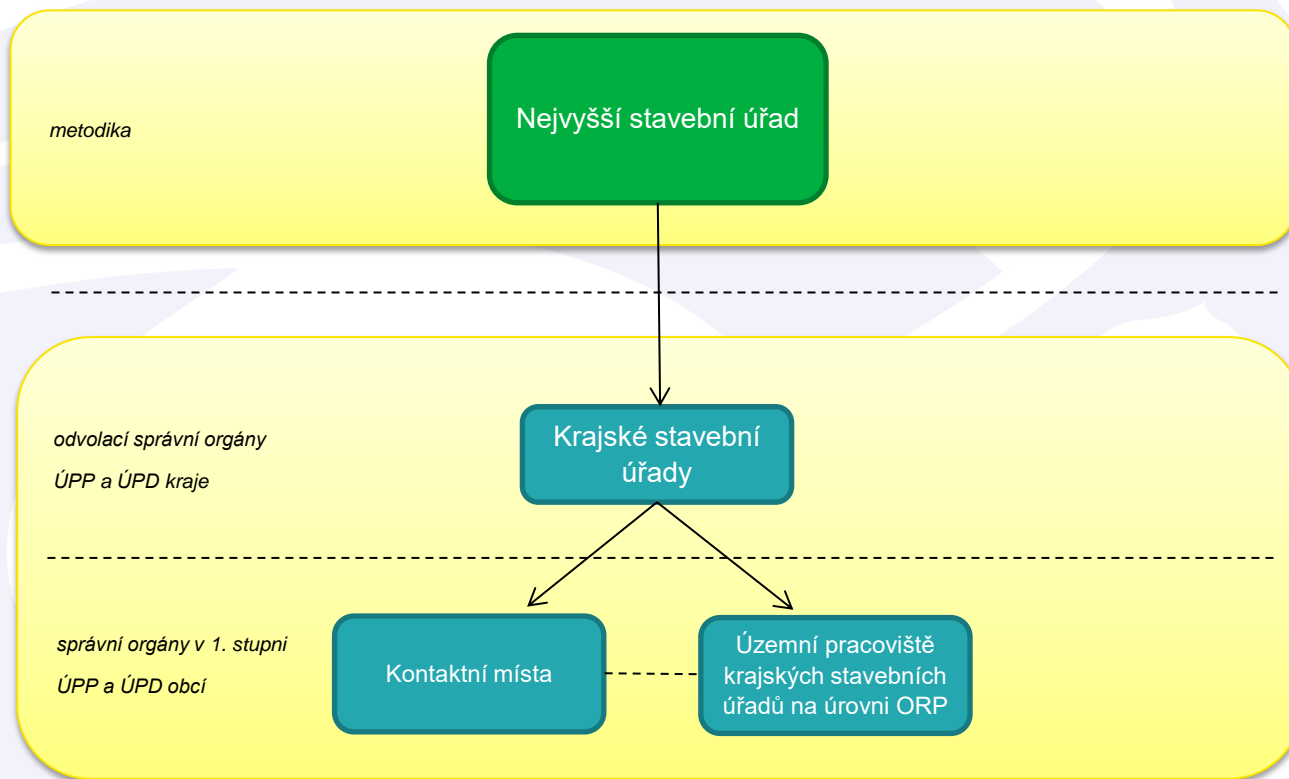 Nejvyšší stavební úřad
metodika
Krajské stavební
úřady
odvolací správní orgány
ÚPP a ÚPD kraje
správní orgány v 1. stupni
ÚPP a ÚPD obcí
Kontaktní místa
Územní pracoviště
krajských stavebních
úřadů na úrovni ORP